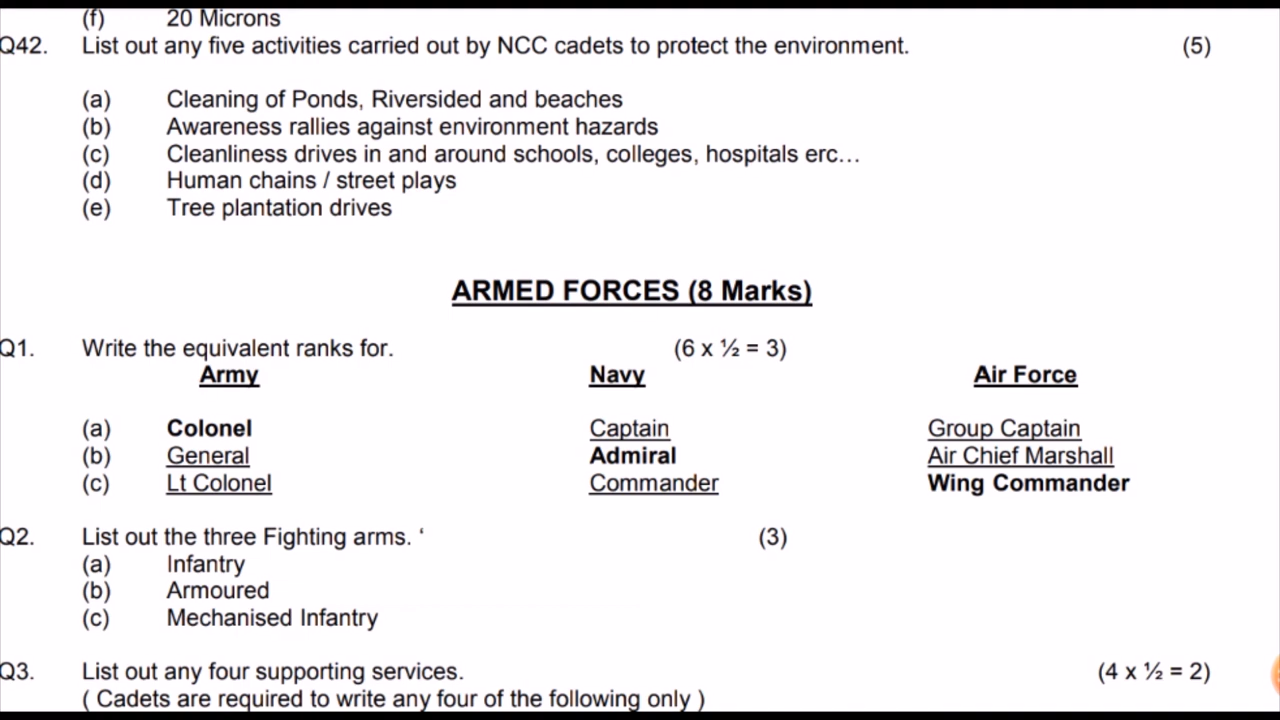 (f) 20 Microns
Q42. List out any five activities carried out by NCC cadets to protect the environment. (5)
(a) Cleaning of Ponds, Riversided and beaches
(b) Awareness rallies against environment hazards
(c) Cleanliness drives in and around schools, colleges, hospitals erc...
(d) Human chains / street plays
(e) Tree plantation drives
ARMED FORCES (8 Marks)
Q1. Write the equivalent ranks for. (6 x ½ = 3)
Army Navy Air Force
(a) Colonel Captain Group Captain
(b) General Admiral Air Chief Marshall
(c) Lt Colonel Commander Wing Commander
Q2. List out the three Fighting arms. ‘ (3)
(a) Infantry
(b) Armoured
(c) Mechanised Infantry
Q3. List out any four supporting services. (4 x ½ = 2)
( Cadets are required to write any four of the following only )